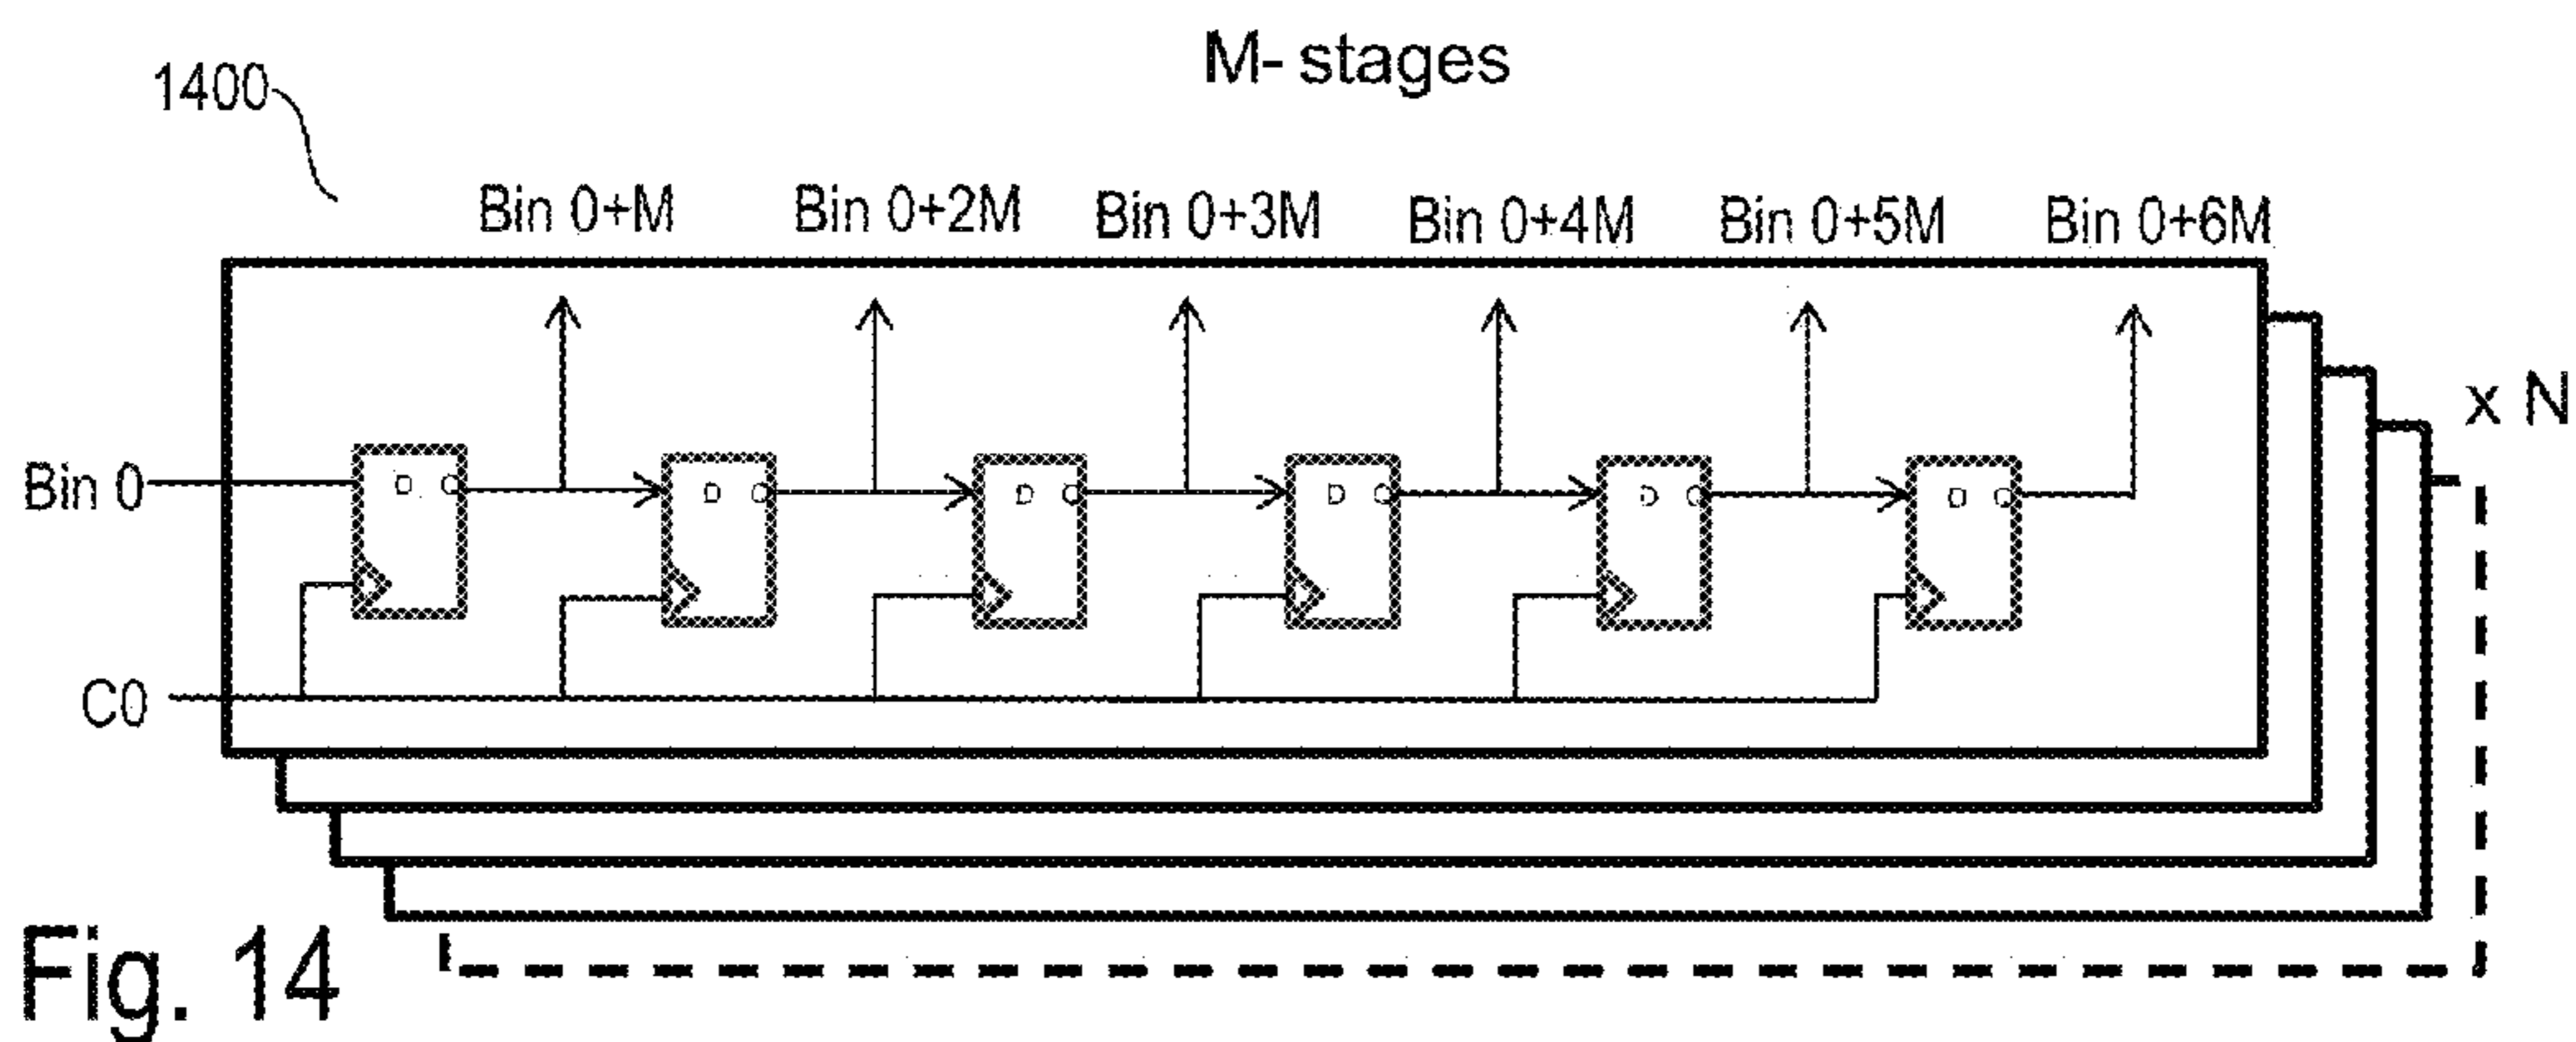 M- stages
1400
Bin 0+M Bin 0+2M Bin 0+3M Bin 0+4M Bin 0+5M Bin 0+6M
x N
Bin 0 D Q D Q D Q D Q D Q D Q
C0
Fig. 14